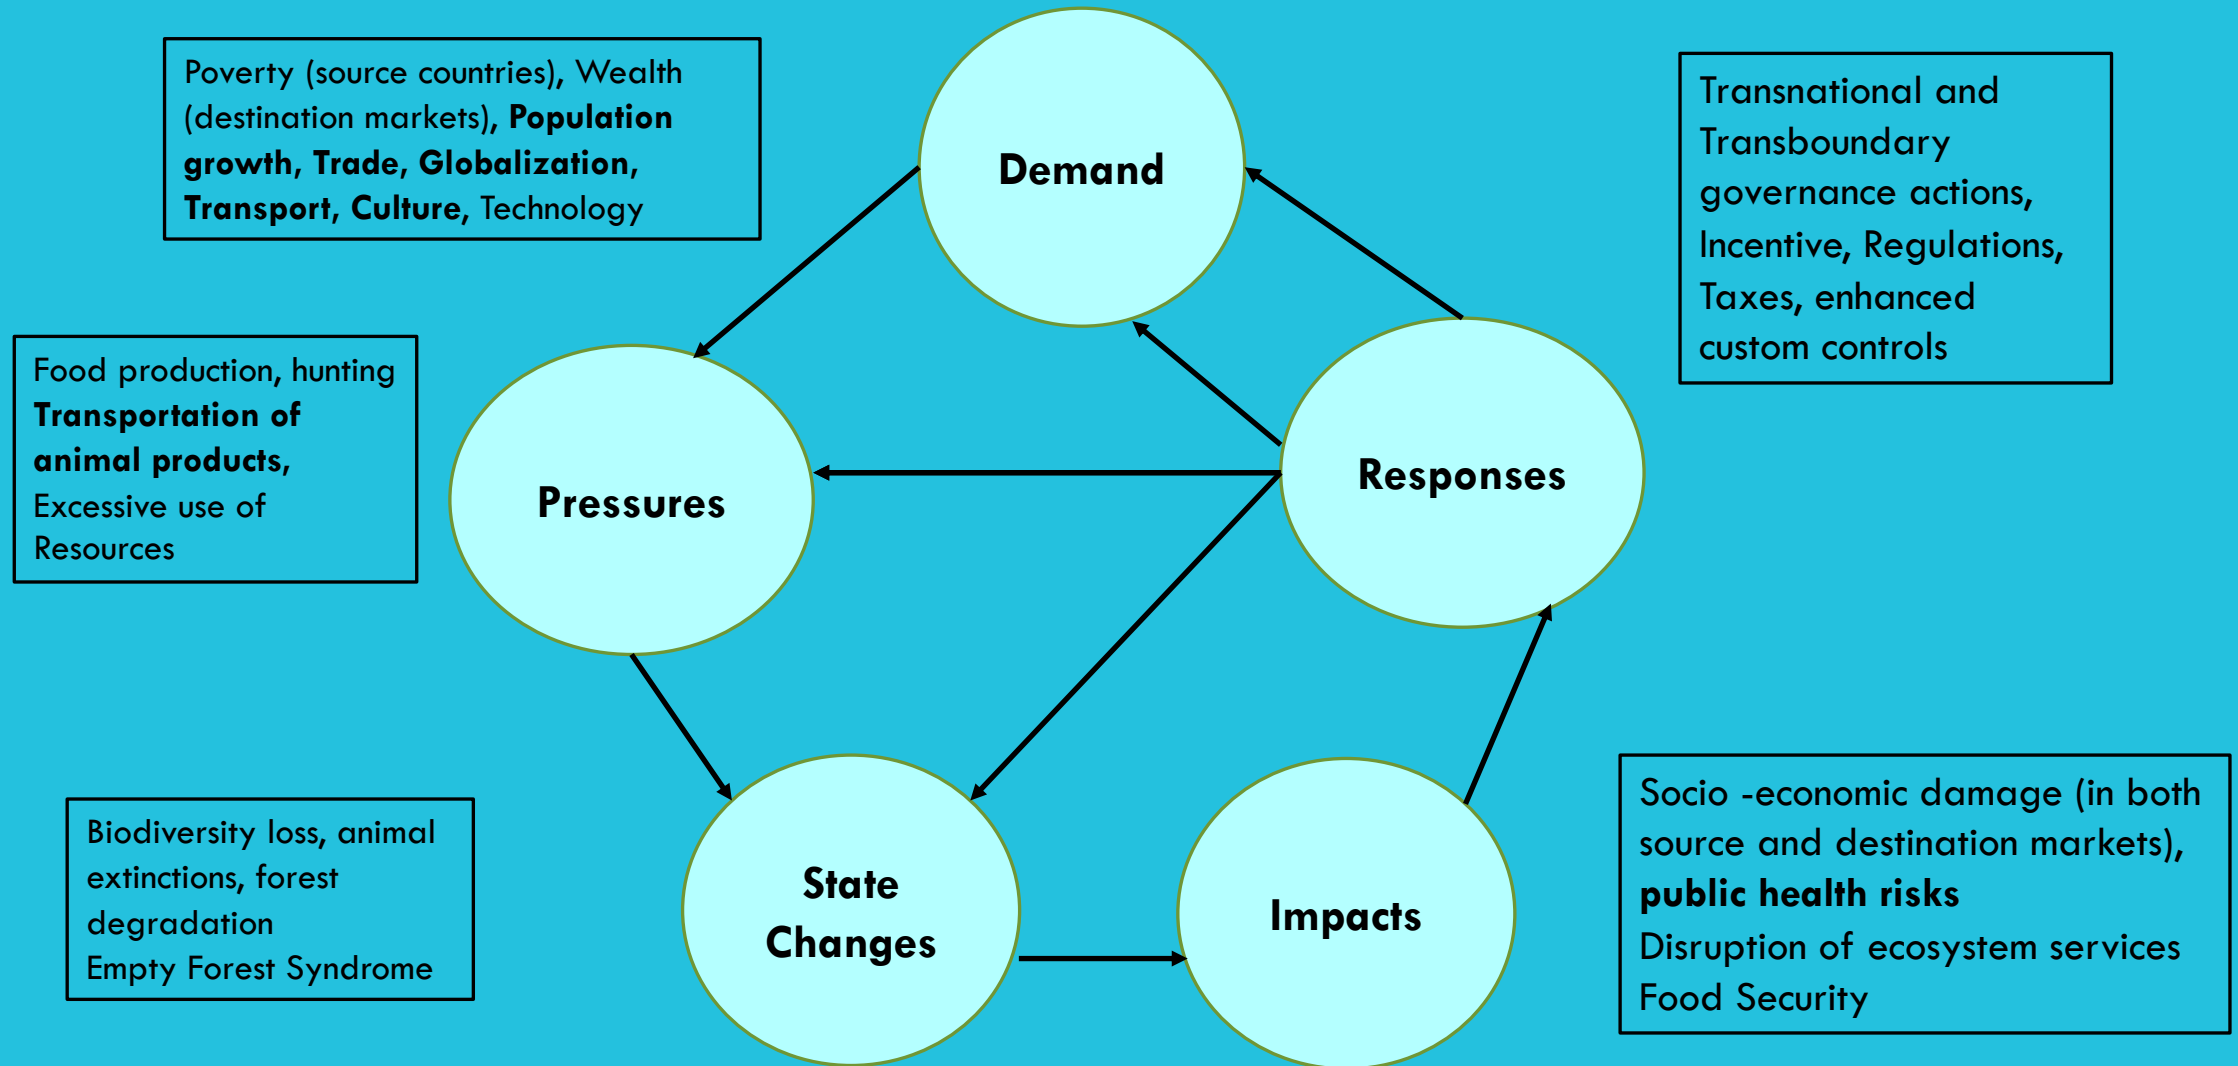 Poverty (source countries), Wealth
(destination markets), Population
growth, Trade, Globalization,
Transport, Culture, Technology
Demand
Transnational and
Transboundary
governance actions,
Incentive, Regulations,
Taxes, enhanced
custom controls
Food production, hunting
Transportation of
animal products,
Excessive use of
Resources
Pressures
Responses
Biodiversity loss, animal
extinctions, forest
degradation
Empty Forest Syndrome
State
Changes
Impacts
Socio -economic damage (in both
source and destination markets),
public health risks
Disruption of ecosystem services
Food Security